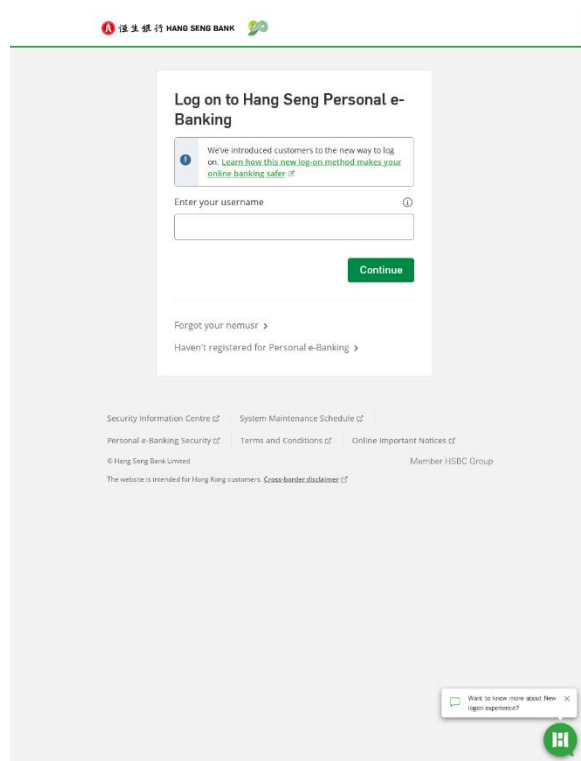 恒生銀行 HANG SENG BANK 90
Log on to Hang Seng Personal e-
Banking
We've introduced customers to the new way to log
on. Learn how this new log-on method makes your
online banking safer
Enter your username
Continue
Forgot your nemusr
Haven't registered for Personal e-Banking
Security Information Centre System Maintenance Schedule
Personal e-Banking Security Terms and Conditions Online Important Notices
© Hang Seng Bank Limited Member HSBC Group
The website is intended for Hong Kong customers. Cross-border disclaimer
Want to know more about New
logon experience?